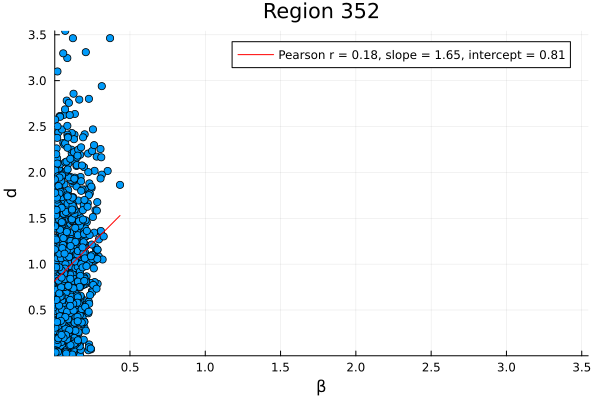 Region 352
Pearson r = 0.18, slope = 1.65, intercept = 0.81
3.5
3.0
2.5
2.0
1.5
1.0
0.5
d
0.5 1.0 1.5 2.0 2.5 3.0 3.5
β